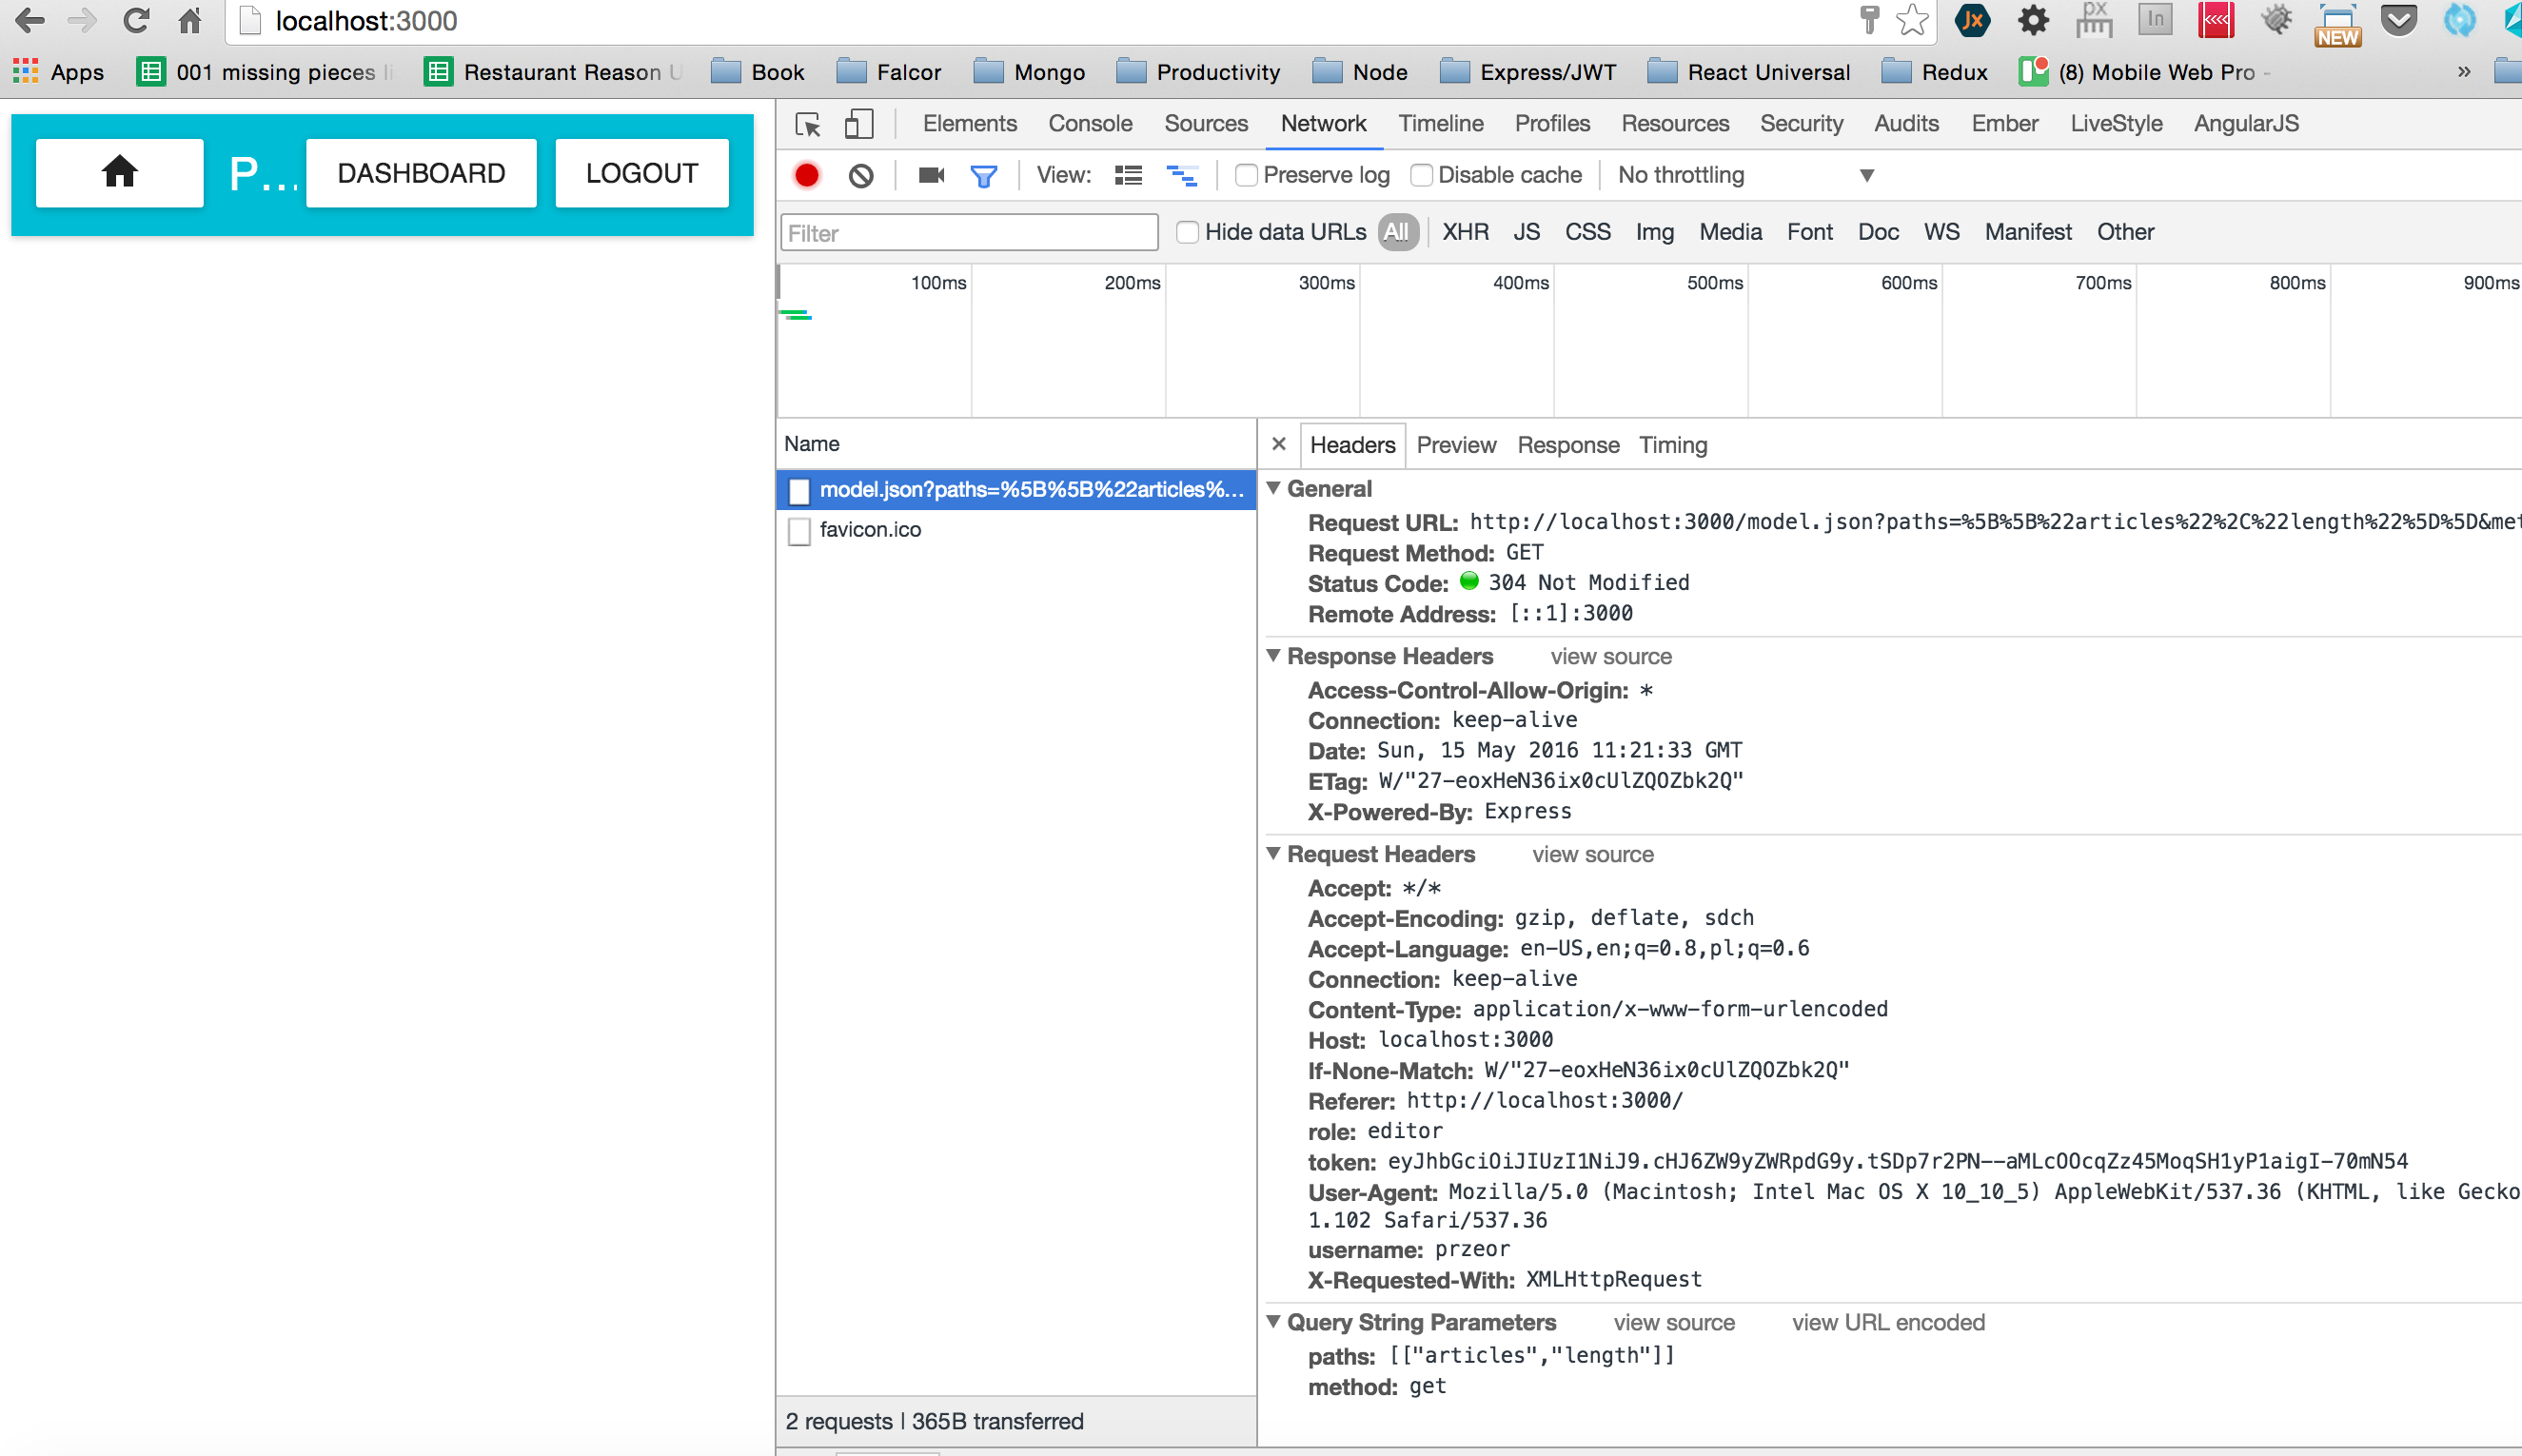 localhost:3000
Apps 001 missing pieces li Restaurant Reason U Book Falcor Mongo Productivity Node Express/JWT React Universal Redux (8) Mobile Web Pro - »
px
Jx In NEW
P... DASHBOARD LOGOUT
Elements Console Sources Network Timeline Profiles Resources Security Audits Ember LiveStyle AngularJS
View: Preserve log Disable cache No throttling
Filter Hide data URLs All XHR JS CSS Img Media Font Doc WS Manifest Other
100ms 200ms 300ms 400ms 500ms 600ms 700ms 800ms 900ms
Name
× Headers Preview Response Timing
model.json?paths=%5B%5B%22articles%...
favicon.ico
General
Request URL: http://localhost:3000/model.json?paths=%5B%5B%22articles%22%2C%22length%22%5D%5D&met
Request Method: GET
Status Code: 304 Not Modified
Remote Address: [::1]:3000
Response Headers view source
Access-Control-Allow-Origin: *
Connection: keep-alive
Date: Sun, 15 May 2016 11:21:33 GMT
ETag: W/"27-eoxHeN36ix0cUlZQOZbk2Q"
X-Powered-By: Express
Request Headers view source
Accept: */*
Accept-Encoding: gzip, deflate, sdch
Accept-Language: en-US,en;q=0.8,pl;q=0.6
Connection: keep-alive
Content-Type: application/x-www-form-urlencoded
Host: localhost:3000
If-None-Match: W/"27-eoxHeN36ix0cUlZQOZbk2Q"
Referer: http://localhost:3000/
role: editor
token: eyJhbGciOiJIUzI1NiJ9.cHJ6ZW9yZWRpdG9y.tSDp7r2PN--aMLcOOcqZz45MoqSH1yP1aigI-70mN54
User-Agent: Mozilla/5.0 (Macintosh; Intel Mac OS X 10_10_5) AppleWebKit/537.36 (KHTML, like Gecko
1.102 Safari/537.36
username: przeor
X-Requested-With: XMLHttpRequest
Query String Parameters view source view URL encoded
paths: [["articles","length"]]
method: get
2 requests | 365B transferred